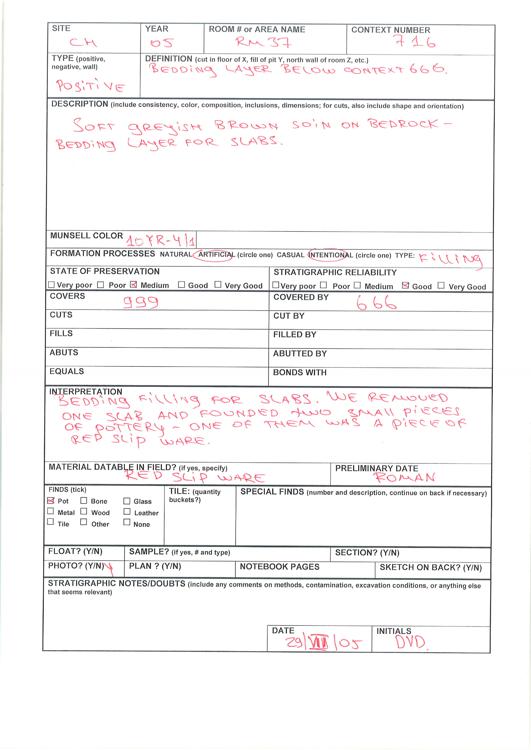 SITE YEAR ROOM # or AREA NAME CONTEXT NUMBER
CH 05 RM 37 716
TYPE (positive, negative, wall) DEFINITION (cut in floor of X, fill of pit Y, north wall of room Z, etc.)
POSITIVE BEDDING LAYER BELOW CONTEXT 666.
DESCRIPTION (include consistency, color, composition, inclusions, dimensions; for cuts, also include shape and orientation)
SOFT GREYISH BROWN SOIN ON BEDROCK –
BEDDING LAYER FOR SLABS.
MUNSELL COLOR 10YR-4/1
FORMATION PROCESSES NATURAL ARTIFICIAL (circle one) CASUAL INTENTIONAL (circle one) TYPE: FILLING
STATE OF PRESERVATION STRATIGRAPHIC RELIABILITY
Very poor Poor Medium Good Very Good Very poor Poor Medium Good Very Good
COVERS 999 COVERED BY 666
CUTS CUT BY
FILLS FILLED BY
ABUTS ABUTTED BY
EQUALS BONDS WITH
INTERPRETATION
BEDDING FILLING FOR SLABS. WE REMOVED
ONE SLAB AND FOUNDED TWO SMALL PIECES
OF POTTERY – ONE OF THEM WAS A PIECE OF
RED SLIP WARE.
MATERIAL DATABLE IN FIELD? (if yes, specify) PRELIMINARY DATE
RED SLIP WARE ROMAN
FINDS (tick) TILE: (quantity buckets?) SPECIAL FINDS (number and description, continue on back if necessary)
Pot Bone Glass
Metal Wood Leather
Tile Other None
FLOAT? (Y/N) SAMPLE? (if yes, # and type) SECTION? (Y/N)
PHOTO? (Y/N) Y PLAN ? (Y/N) NOTEBOOK PAGES SKETCH ON BACK? (Y/N)
STRATIGRAPHIC NOTES/DOUBTS (include any comments on methods, contamination, excavation conditions, or anything else
that seems relevant)
DATE INITIALS
29/VII/05 DVD.